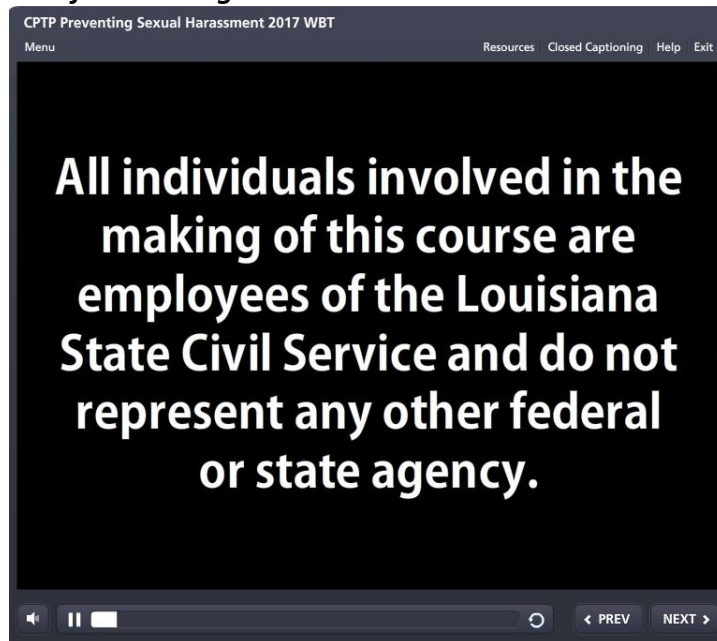 CPTP Preventing Sexual Harassment 2017 WBT
Menu Resources Closed Captioning Help Exit
All individuals involved in the
making of this course are
employees of the Louisiana
State Civil Service and do not
represent any other federal
or state agency.
PREV NEXT